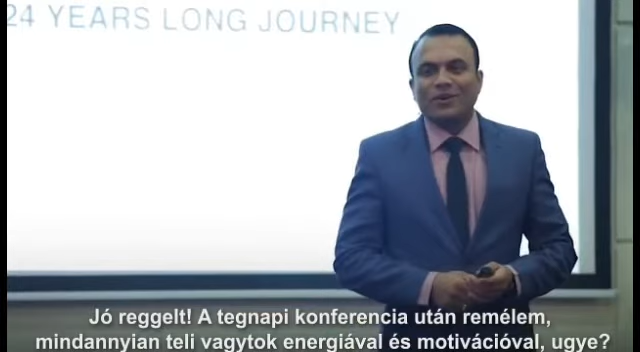 24 YEARS LONG JOURNEY
Jó reggelt! A tegnapi konferencia után remélem,
mindannyian teli vagytok energiával és motivációval, ugye?